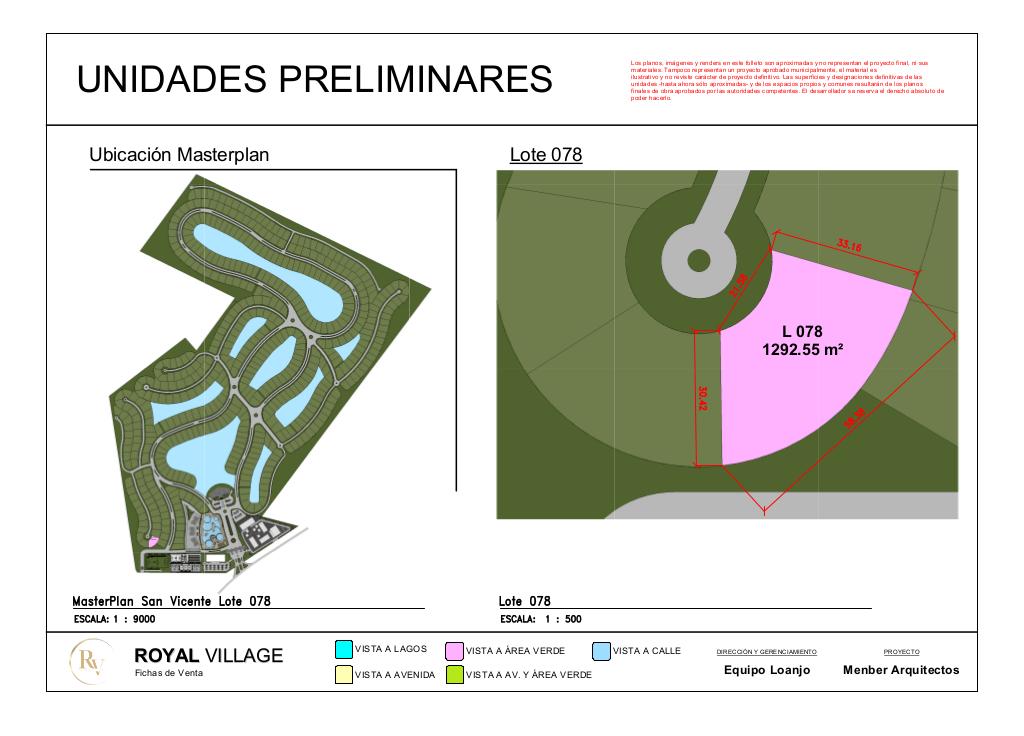 UNIDADES PRELIMINARES
Los planos, imágenes y renders en este folleto son aproximadas y no representan el proyecto final, ni sus
materiales. Tampoco representan un proyecto aprobado municipalmente, el material es
ilustrativo y no reviste carácter de proyecto definitivo. Las superficies y designaciones definitivas de las
unidades -hasta ahora sólo aproximadas- y de los espacios propios y comunes resultarán de los planos
finales de obra aprobados por las autoridades competentes. El desarrollador se reserva el derecho absoluto de
poder hacerlo.
Ubicación Masterplan
Lote 078
33.16
L 078
1292.55 m²
30.42
MasterPlan San Vicente Lote 078
ESCALA: 1 : 9000
Lote 078
ESCALA: 1 : 500
RV
ROYAL VILLAGE
Fichas de Venta
VISTA A LAGOS
VISTA A ÁREA VERDE
VISTA A CALLE
VISTA A AVENIDA
VISTA A AV. Y ÁREA VERDE
DIRECCIÓN Y GERENCIAMIENTO
Equipo Loanjo
PROYECTO
Menber Arquitectos